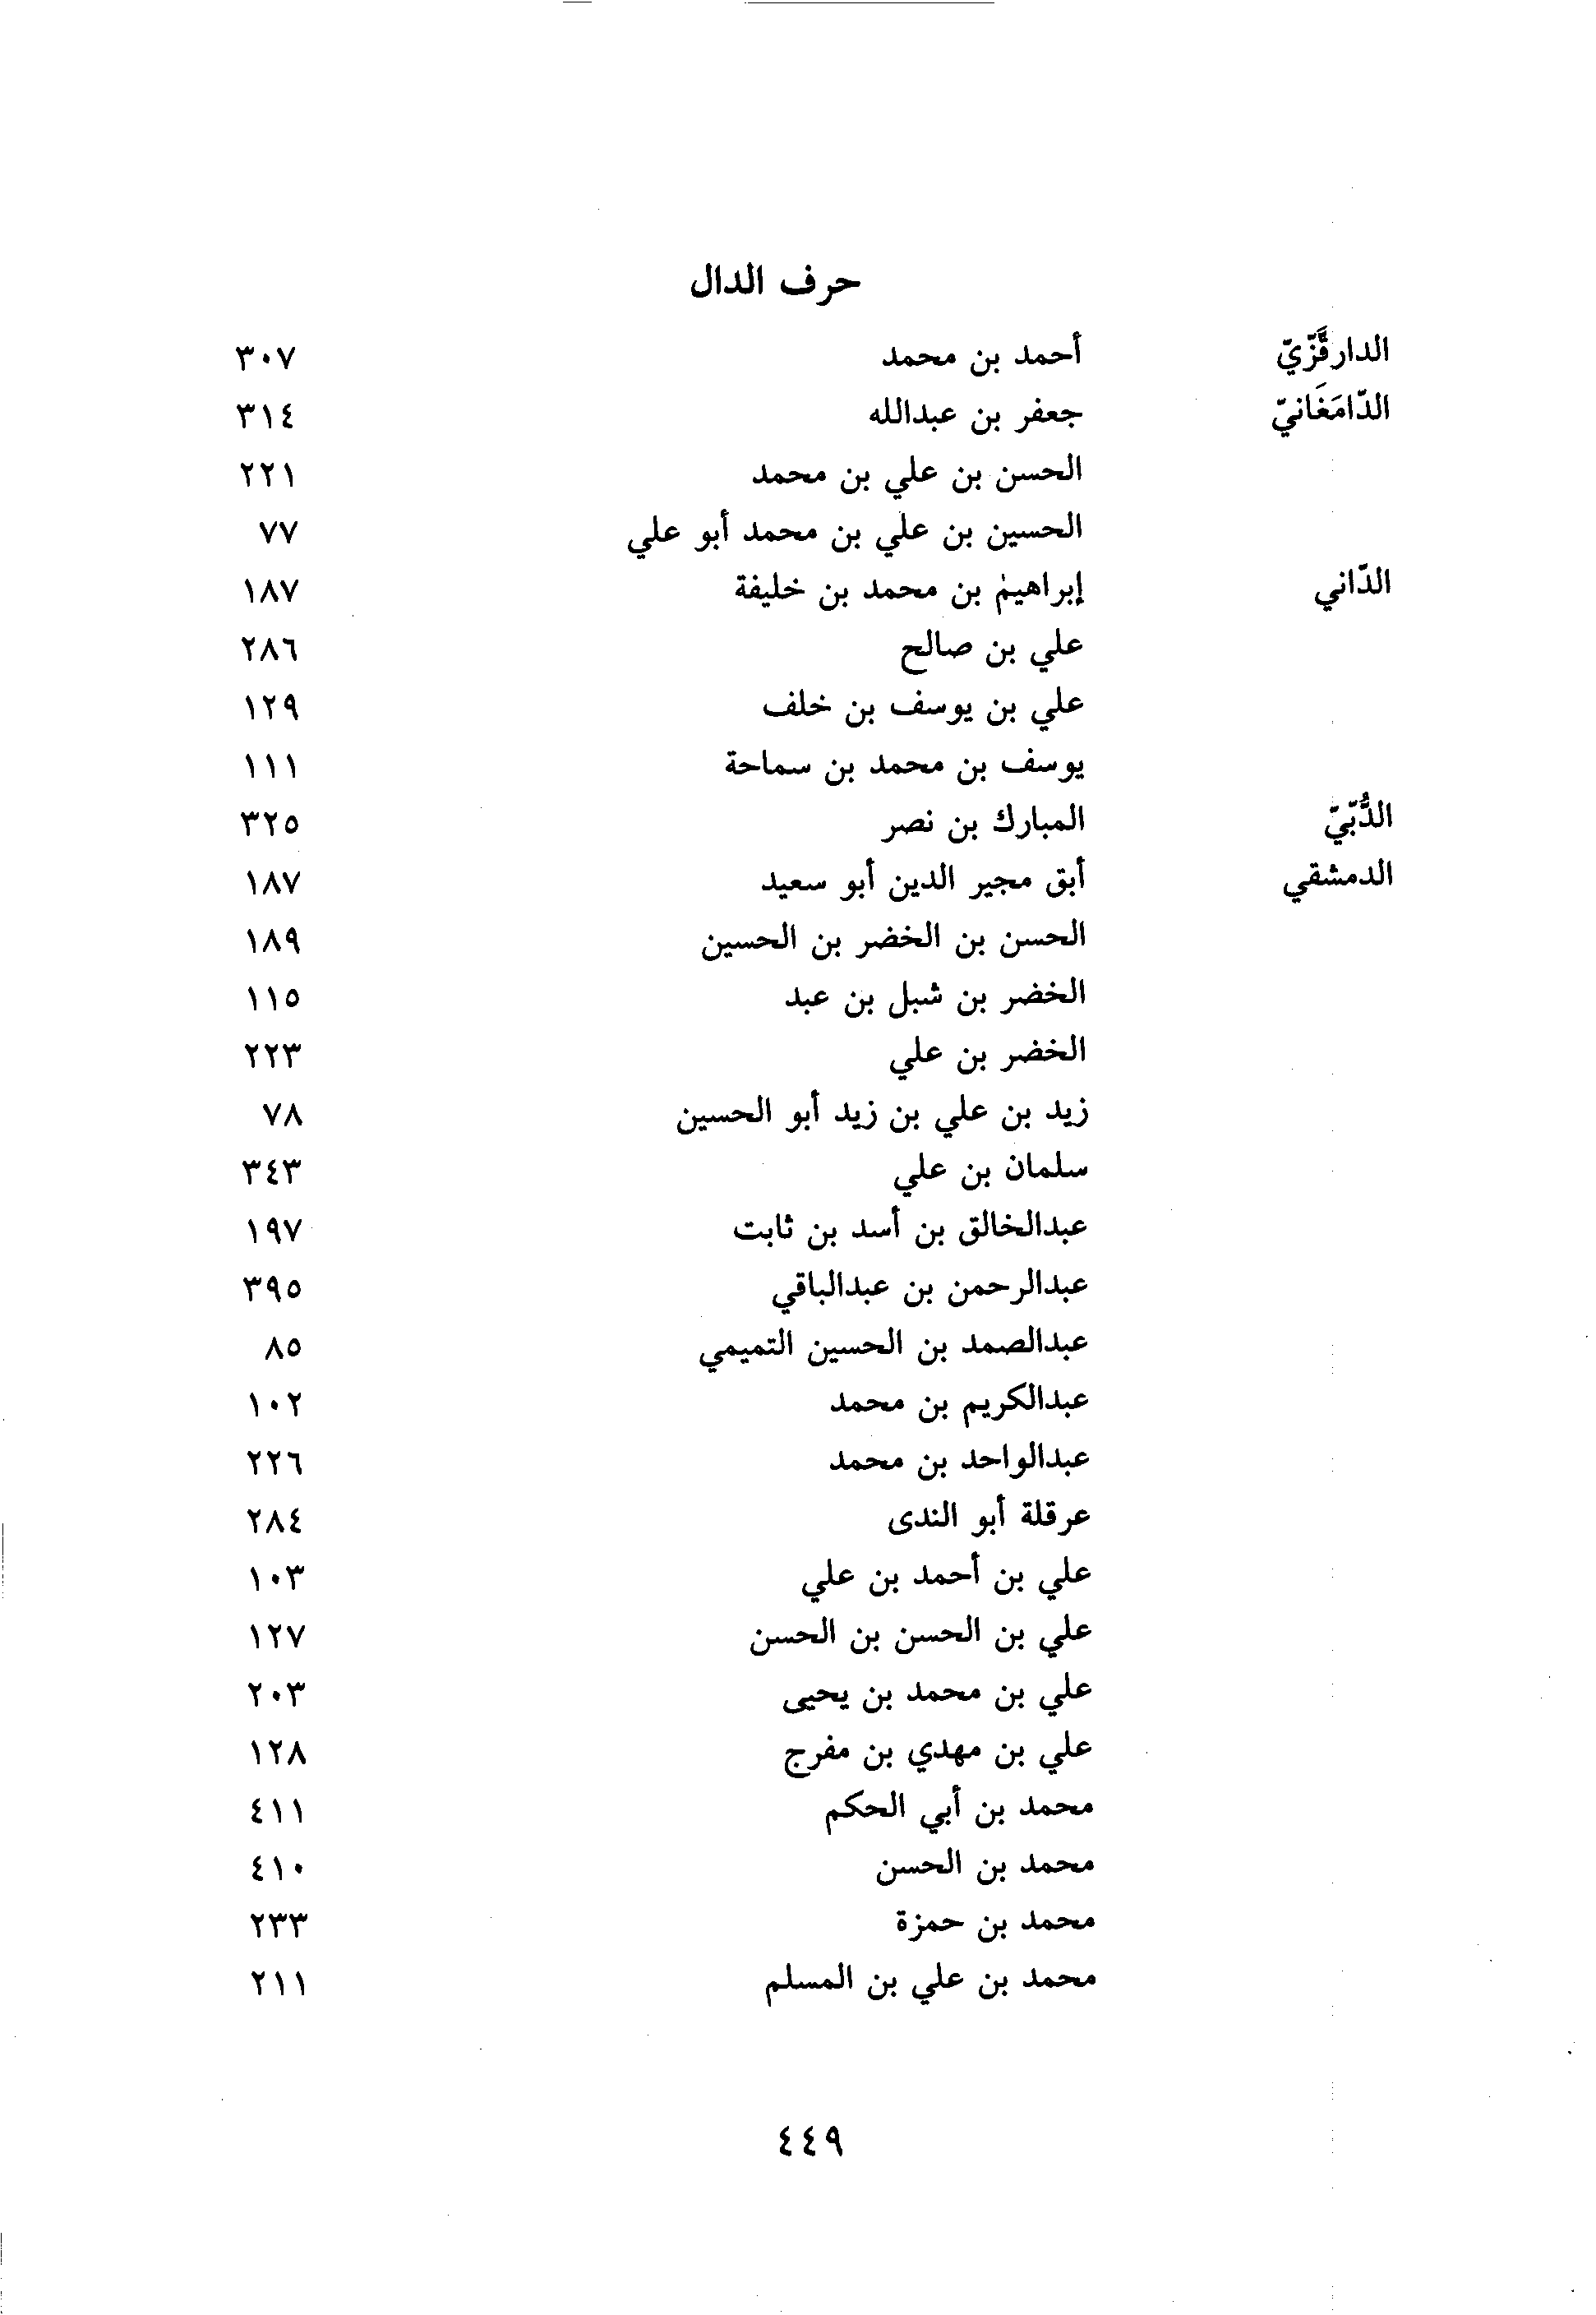 حرف الدال
الدارقَّزّيّ أحمد بن محمد ٣٠٧
الدّامَغَانيّ جعفر بن عبدالله ٣١٤
الحسن بن علي بن محمد ٢٢١
الحسين بن علي بن محمد أبو علي ٧٧
الدّاني إبراهيم بن محمد بن خليفة ١٨٧
علي بن صالح ٢٨٦
علي بن يوسف بن خلف ١٢٩
يوسف بن محمد بن سماحة ١١١
الدُّبّيّ المبارك بن نصر ٣٢٥
الدمشقي أبق مجير الدين أبو سعيد ١٨٧
الحسن بن الخضر بن الحسين ١٨٩
الخضر بن شبل بن عبد ١١٥
الخضر بن علي ٢٢٣
زيد بن علي بن زيد أبو الحسين ٧٨
سلمان بن علي ٣٤٣
عبدالخالق بن أسد بن ثابت ١٩٧
عبدالرحمن بن عبدالباقي ٣٩٥
عبدالصمد بن الحسين التميمي ٨٥
عبدالكريم بن محمد ١٠٢
عبدالواحد بن محمد ٢٢٦
عرقلة أبو الندى ٢٨٤
علي بن أحمد بن علي ١٠٣
علي بن الحسن بن الحسن ١٢٧
علي بن محمد بن يحيى ٢٠٣
علي بن مهدي بن مفرج ١٢٨
محمد بن أبي الحكم ٤١١
محمد بن الحسن ٤١٠
محمد بن حمزة ٢٣٣
محمد بن علي بن المسلم ٢١١
٤٤٩